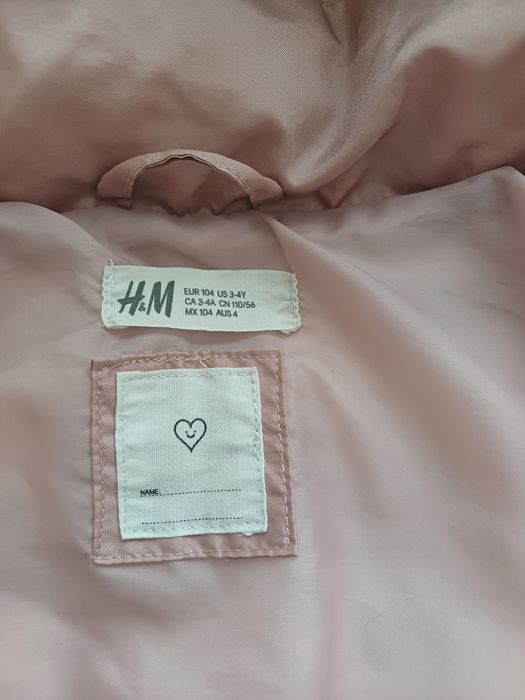 H&M
EUR 104 US 3-4Y
CA 3-4A CN 110/56
MX 104 AUS 4
NAME